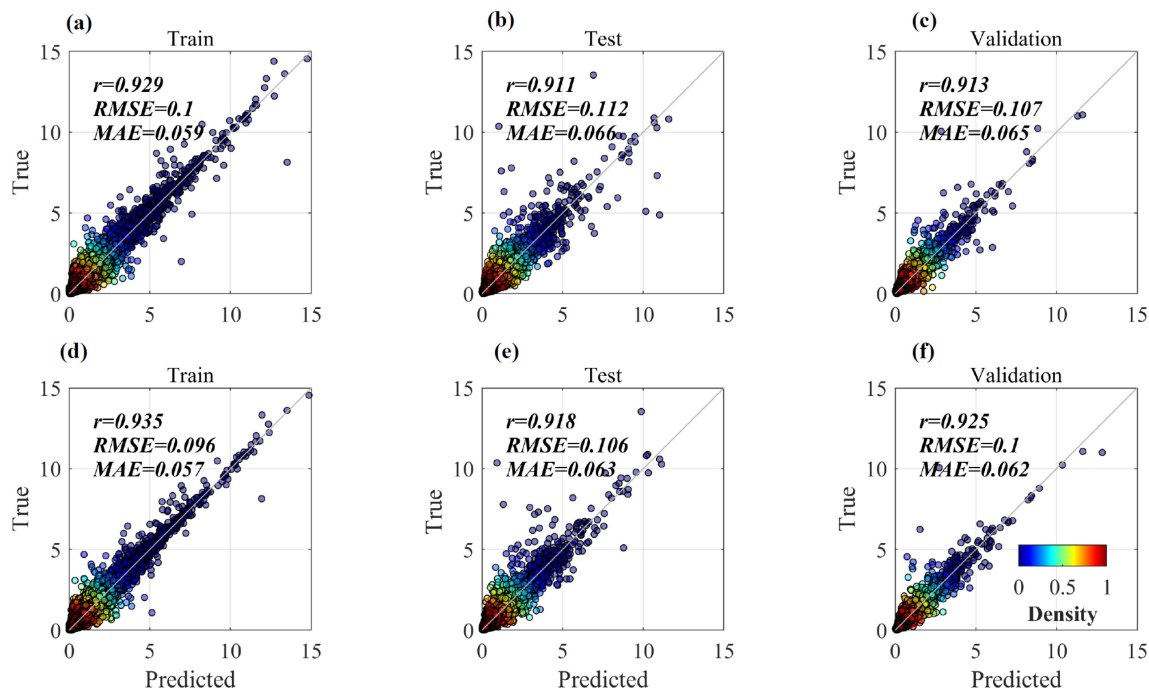 (a)
Train
r=0.929
RMSE=0.1
MAE=0.059
True
15
10
5
0
0 5 10 15
(b)
Test
r=0.911
RMSE=0.112
MAE=0.066
True
15
10
5
0
0 5 10 15
(c)
Validation
r=0.913
RMSE=0.107
MAE=0.065
True
15
10
5
0
0 5 10 15
(d)
Train
r=0.935
RMSE=0.096
MAE=0.057
True
15
10
5
0
0 5 10 15
Predicted
(e)
Test
r=0.918
RMSE=0.106
MAE=0.063
True
15
10
5
0
0 5 10 15
Predicted
(f)
Validation
r=0.925
RMSE=0.1
MAE=0.062
True
15
10
5
0
0 0.5 1
Density
0 5 10 15
Predicted